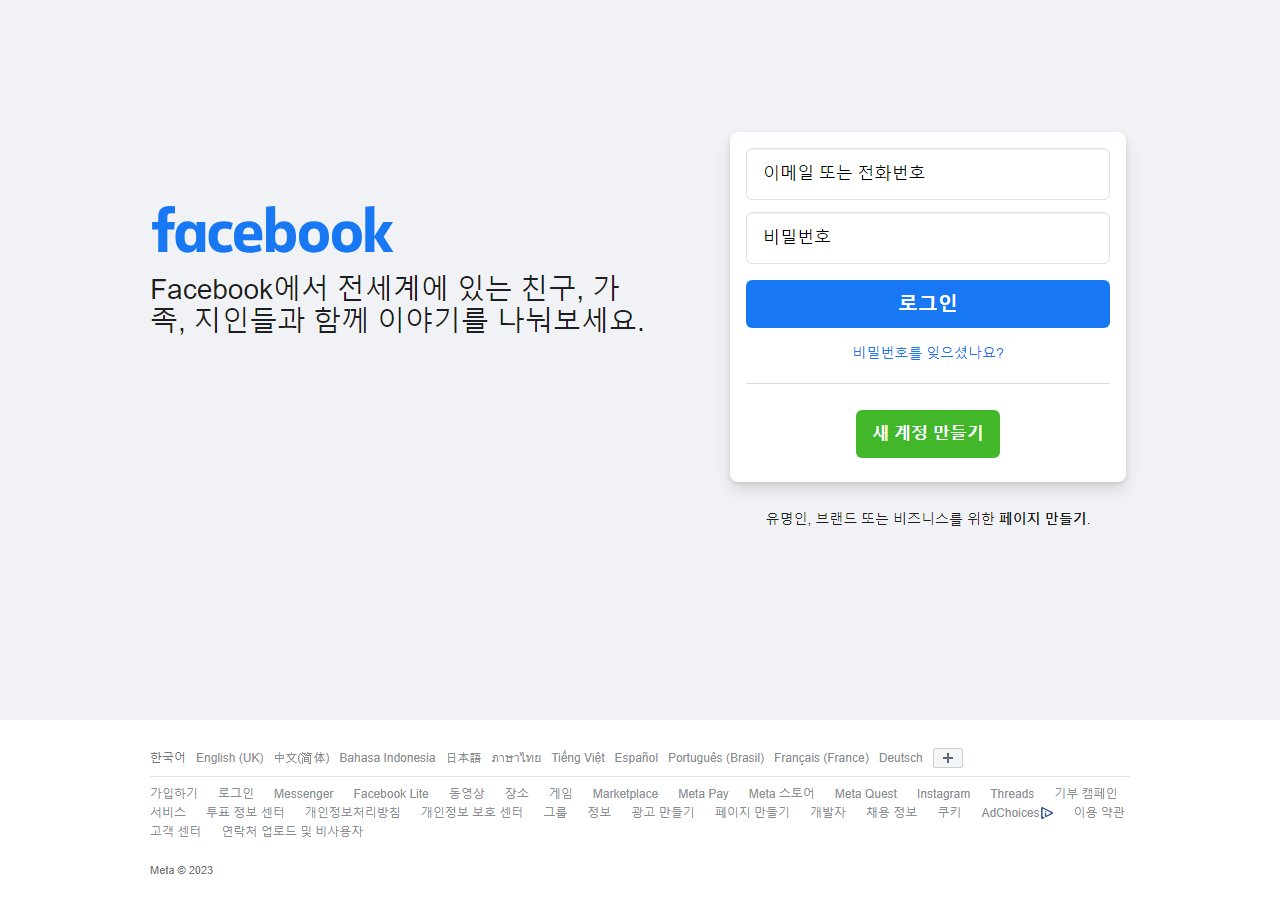 facebook
Facebook에서 전세계에 있는 친구, 가
족, 지인들과 함께 이야기를 나눠보세요.
이메일 또는 전화번호
비밀번호
로그인
비밀번호를 잊으셨나요?
새 계정 만들기
유명인, 브랜드 또는 비즈니스를 위한 페이지 만들기.
한국어 English (UK) 中文(简体) Bahasa Indonesia 日本語 ภาษาไทย Tiếng Việt Español Português (Brasil) Français (France) Deutsch
가입하기 로그인 Messenger Facebook Lite 동영상 장소 게임 Marketplace Meta Pay Meta 스토어 Meta Quest Instagram Threads 기부 캠페인
서비스 투표 정보 센터 개인정보처리방침 개인정보 보호 센터 그룹 정보 광고 만들기 페이지 만들기 개발자 채용 정보 쿠키 AdChoices 이용 약관
고객 센터 연락처 업로드 및 비사용자
Meta © 2023